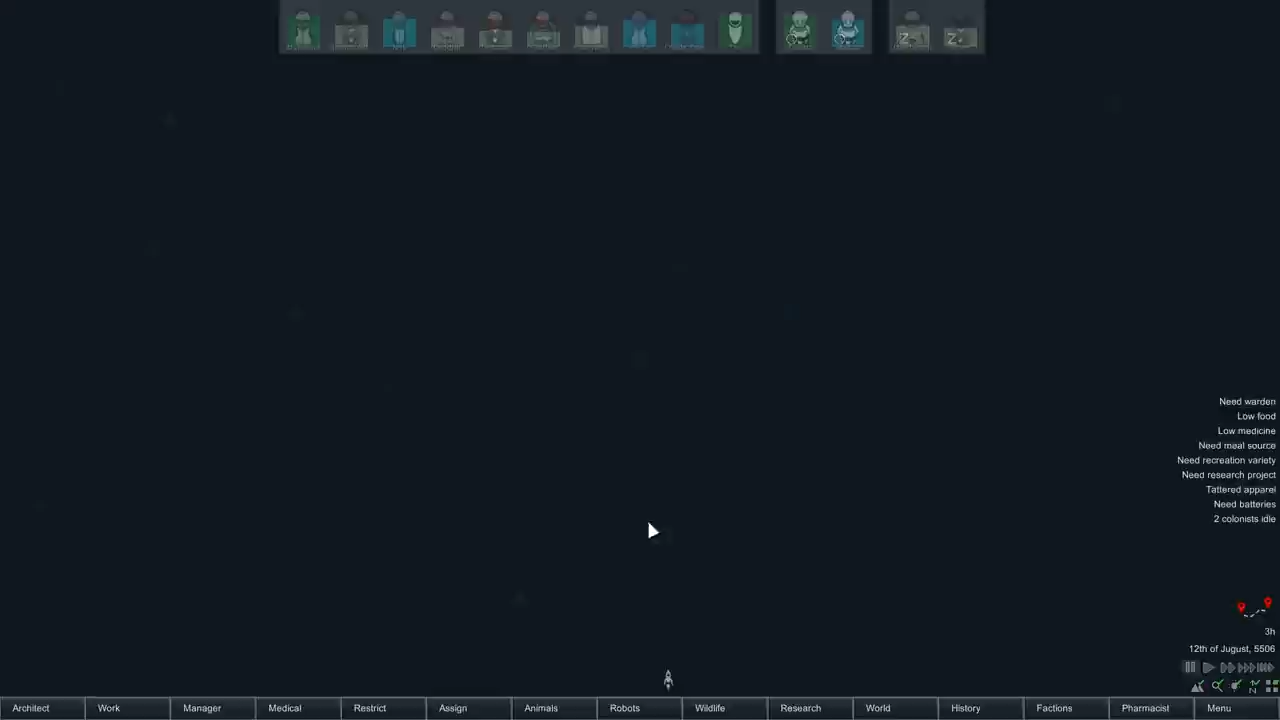 Need warden
Low food
Low medicine
Need meal source
Need recreation variety
Need research project
Tattered apparel
Need batteries
2 colonists idle
3h
12th of Jugust, 5506
Architect Work Manager Medical Restrict Assign Animals Robots Wildlife Research World History Factions Pharmacist Menu